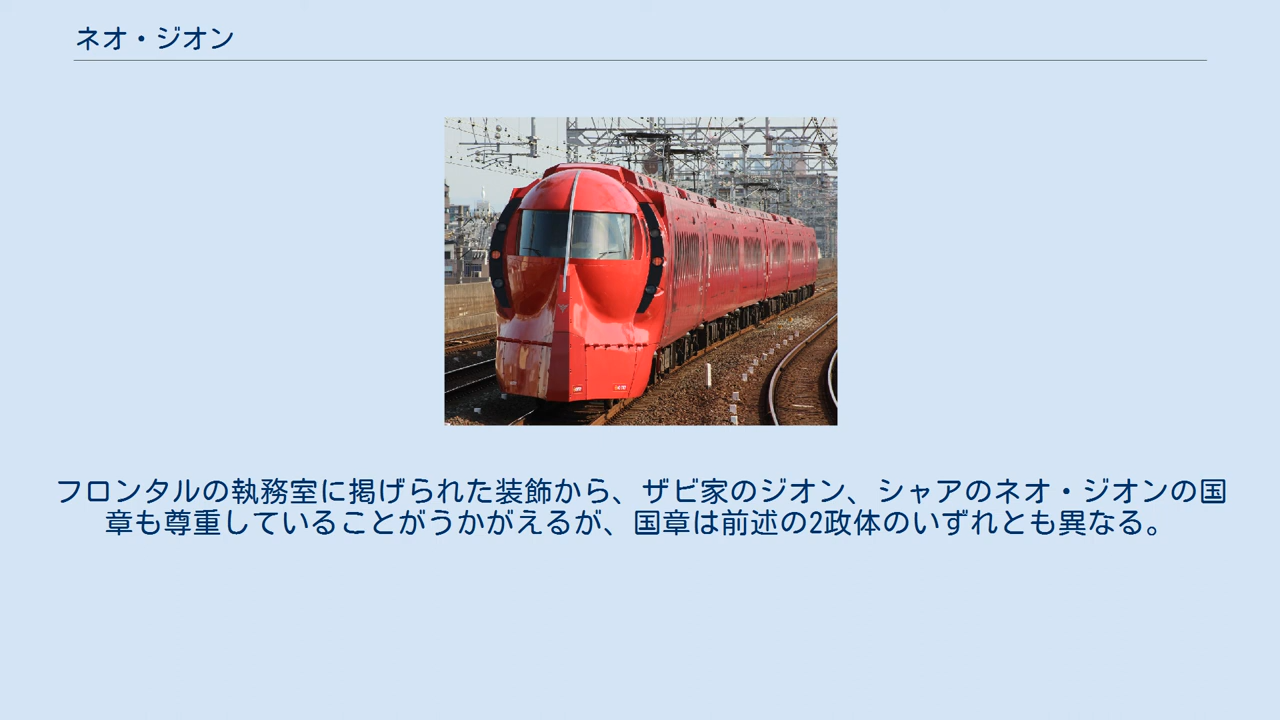 ネオ・ジオン
フロンタルの執務室に掲げられた装飾から、ザビ家のジオン、シャアのネオ・ジオンの国
章も尊重していることがうかがえるが、国章は前述の2政体のいずれとも異なる。